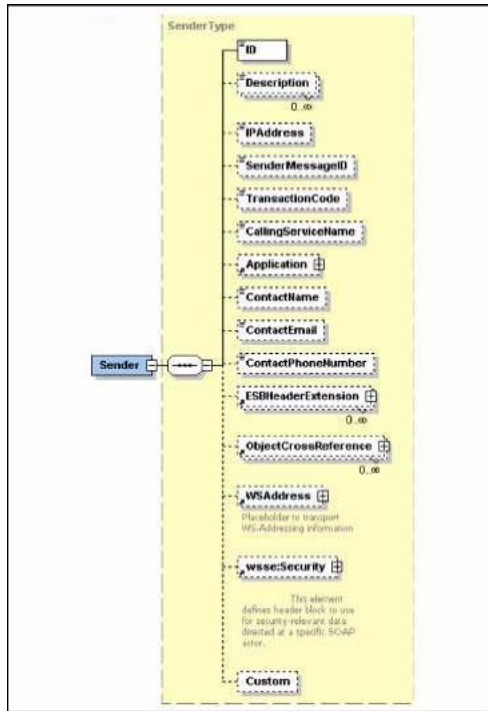 SenderType
ID
Description
0..∞
IPAddress
SenderMessageID
TransactionCode
CallingServiceName
Application
ContactName
ContactEmail
Sender
ContactPhoneNumber
ESBHeaderExtension
0..∞
ObjectCrossReference
0..∞
WSAddress
Placeholder to transport
WS-Addressing information
wsse:Security
This element
defines header block to use
for security-relevant data
directed at a specific SOAP
actor.
Custom